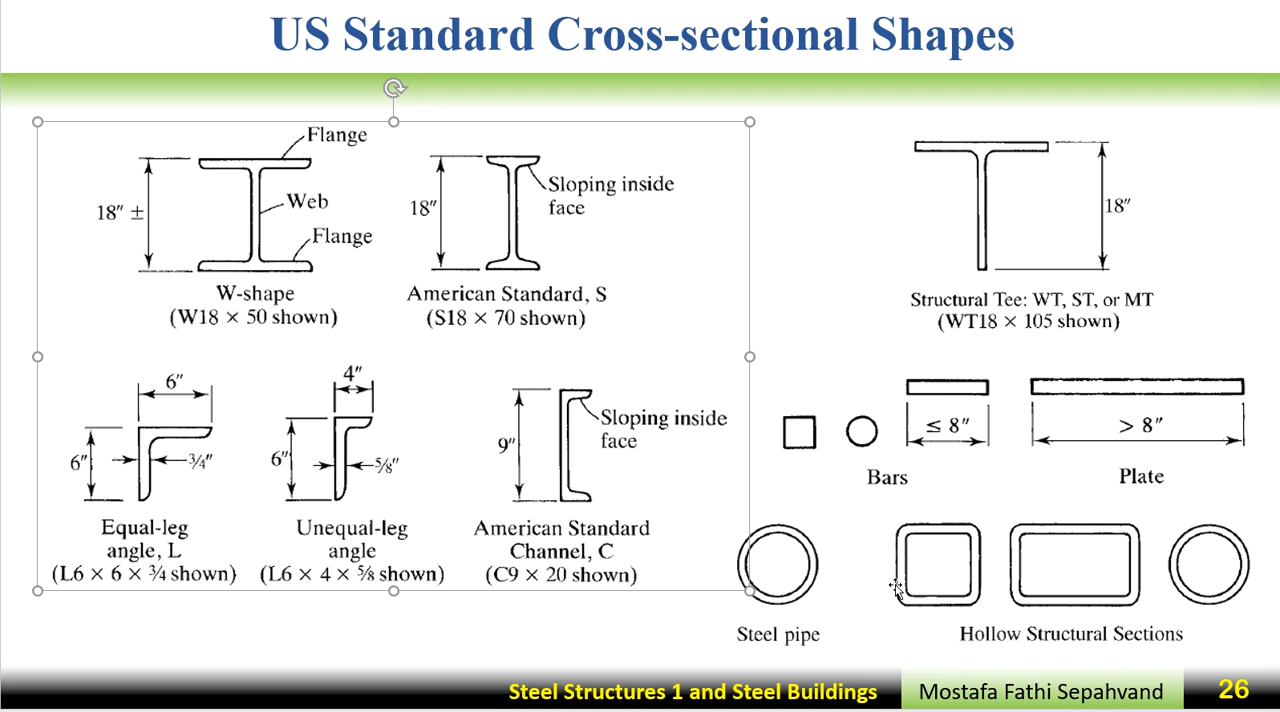 US Standard Cross-sectional Shapes
Flange
18″ ±
Web
Flange
W-shape
(W18 × 50 shown)
18″
Sloping inside
face
American Standard, S
(S18 × 70 shown)
18″
Structural Tee: WT, ST, or MT
(WT18 × 105 shown)
6″
6″
¾″
Equal-leg
angle, L
(L6 × 6 × ¾ shown)
4″
6″
⅝″
Unequal-leg
angle
(L6 × 4 × ⅝ shown)
9″
Sloping inside
face
American Standard
Channel, C
(C9 × 20 shown)
≤ 8″
Bars
> 8″
Plate
Steel pipe
Hollow Structural Sections
Steel Structures 1 and Steel Buildings
Mostafa Fathi Sepahvand
26